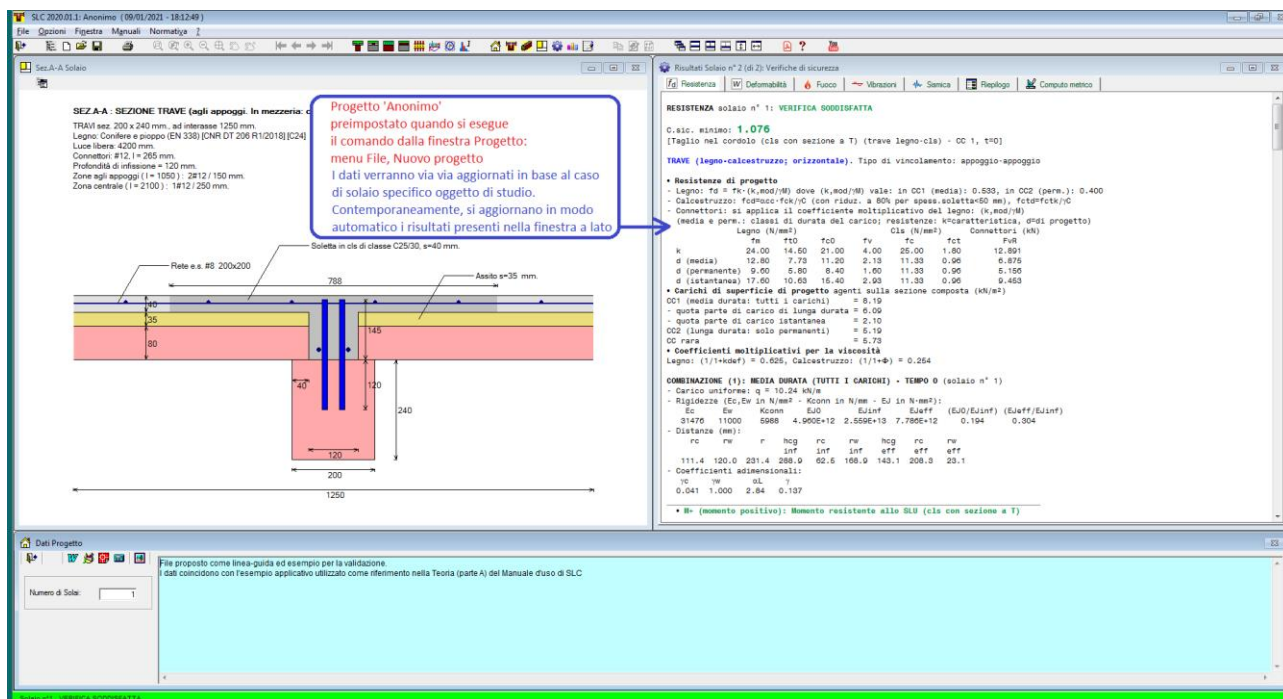 SLC 2020.01.1: Anonimo ( 09/01/2021 - 18:12:49)
File Opzioni Finestra Manuali Normativa ?
Sez.A-A Solaio
SEZ.A-A : SEZIONE TRAVE (agli appoggi. In mezzeria: c
TRAVI sez. 200 x 240 mm., ad interasse 1250 mm.
Legno: Conifere e pioppo (EN 338) [CNR DT 206 R1/2018] [C24]
Luce libera: 4200 mm.
Connettori: #12, l = 265 mm.
Profondità di infissione = 120 mm.
Zone agli appoggi ( l = 1050 ) : 2#12 / 150 mm.
Zona centrale ( l = 2100 ) : 1#12 / 250 mm.
Progetto 'Anonimo'
preimpostato quando si esegue
il comando dalla finestra Progetto:
menu File, Nuovo progetto
I dati verranno via via aggiornati in base al caso
di solaio specifico oggetto di studio.
Contemporaneamente, si aggiornano in modo
automatico i risultati presenti nella finestra a lato
Soletta in cls di classe C25/30, s=40 mm.
Rete e.s. #8 200x200
Assito s=35 mm.
788
40
35
145
80
40
120
240
120
200
1250
Risultati Solaio n° 2 (di 2): Verifiche di sicurezza
fd Resistenza W Deformabilità Fuoco Vibrazioni Sismica Riepilogo Computo metrico
RESISTENZA solaio n° 1: VERIFICA SODDISFATTA
C.sic. minimo: 1.076
[Taglio nel cordolo (cls con sezione a T) (trave legno-cls) - CC 1, t=0]
TRAVE (legno-calcestruzzo; orizzontale). Tipo di vincolamento: appoggio-appoggio
• Resistenze di progetto
- Legno: fd = fk·(k,mod/γM) dove (k,mod/γM) vale: in CC1 (media): 0.533, in CC2 (perm.): 0.400
- Calcestruzzo: fcd=αcc·fck/γC (con riduz. a 80% per spess.soletta<50 mm), fctd=fctk/γC
- Connettori: si applica il coefficiente moltiplicativo del legno: (k,mod/γM)
(media e perm.: classi di durata del carico; resistenze: k=caratteristica, d=di progetto)
Legno (N/mm²) Cls (N/mm²) Connettori (kN)
fm ft0 fc0 fv fc fct FvR
k 24.00 14.50 21.00 4.00 25.00 1.80 12.891
d (media) 12.80 7.73 11.20 2.13 11.33 0.96 6.875
d (permanente) 9.60 5.80 8.40 1.60 11.33 0.96 5.156
d (istantanea) 17.60 10.63 15.40 2.93 11.33 0.96 9.453
• Carichi di superficie di progetto agenti sulla sezione composta (kN/m²)
CC1 (media durata: tutti i carichi) = 8.19
- quota parte di carico di lunga durata = 6.09
- quota parte di carico istantanea = 2.10
CC2 (lunga durata: solo permanenti) = 5.19
CC rara = 5.73
• Coefficienti moltiplicativi per la viscosità
Legno: (1/1+kdef) = 0.625, Calcestruzzo: (1/1+Φ) = 0.254
COMBINAZIONE (1): MEDIA DURATA (TUTTI I CARICHI) - TEMPO 0 (solaio n° 1)
- Carico uniforme: q = 10.24 kN/m
- Rigidezze (Ec,Ew in N/mm² - Kconn in N/mm - EJ in N·mm²):
Ec Ew Kconn EJ0 EJinf EJeff (EJ0/EJinf) (EJeff/EJinf)
31476 11000 5988 4.960E+12 2.559E+13 7.786E+12 0.194 0.304
- Distanze (mm):
rc rw r hcg rc rw hcg rc rw
inf inf inf eff eff eff
111.4 120.0 231.4 288.9 62.5 168.9 143.1 208.3 23.1
- Coefficienti adimensionali:
γc γw αL γ
0.041 1.000 2.84 0.137
• M+ (momento positivo): Momento resistente allo SLU (cls con sezione a T)
Dati Progetto
Numero di Solai: 1
File proposto come linea-guida ed esempio per la validazione.
I dati coincidono con l'esempio applicativo utilizzato come riferimento nella Teoria (parte A) del Manuale d'uso di SLC
Solaio n°1 : VERIFICA SODDISFATTA